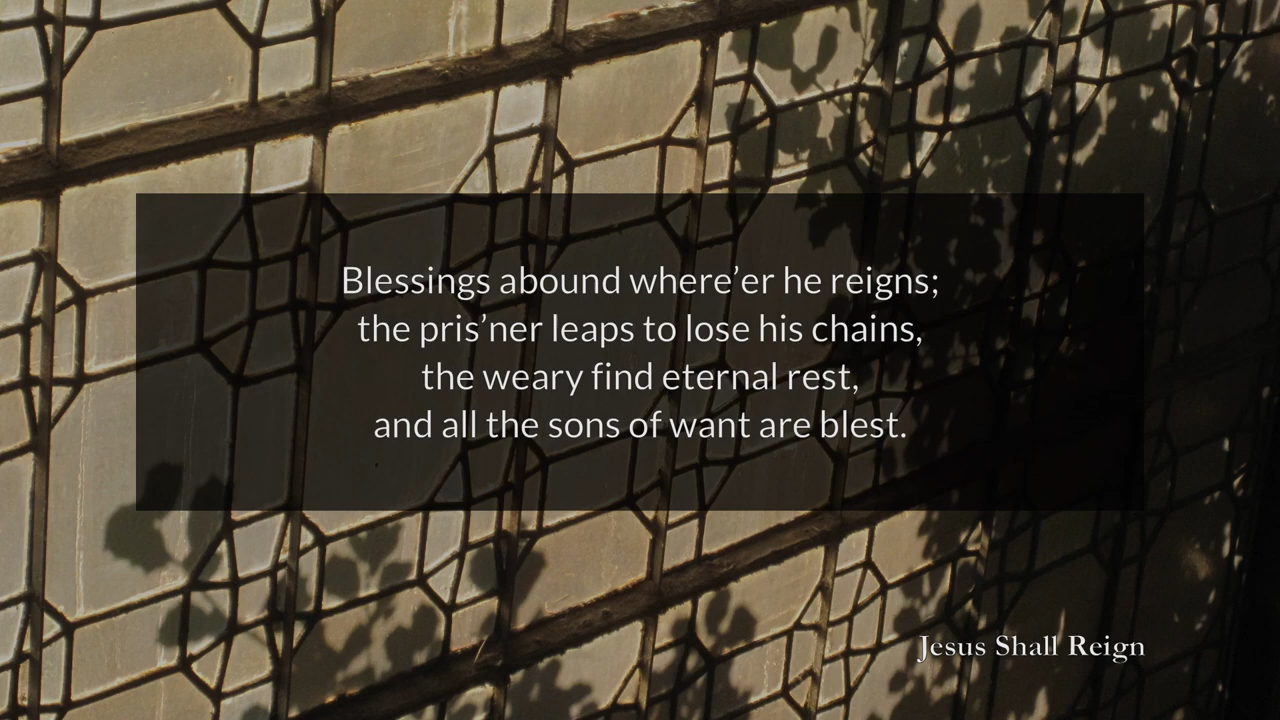 Blessings abound where’er he reigns;
the pris’ner leaps to lose his chains,
the weary find eternal rest,
and all the sons of want are blest.
Jesus Shall Reign